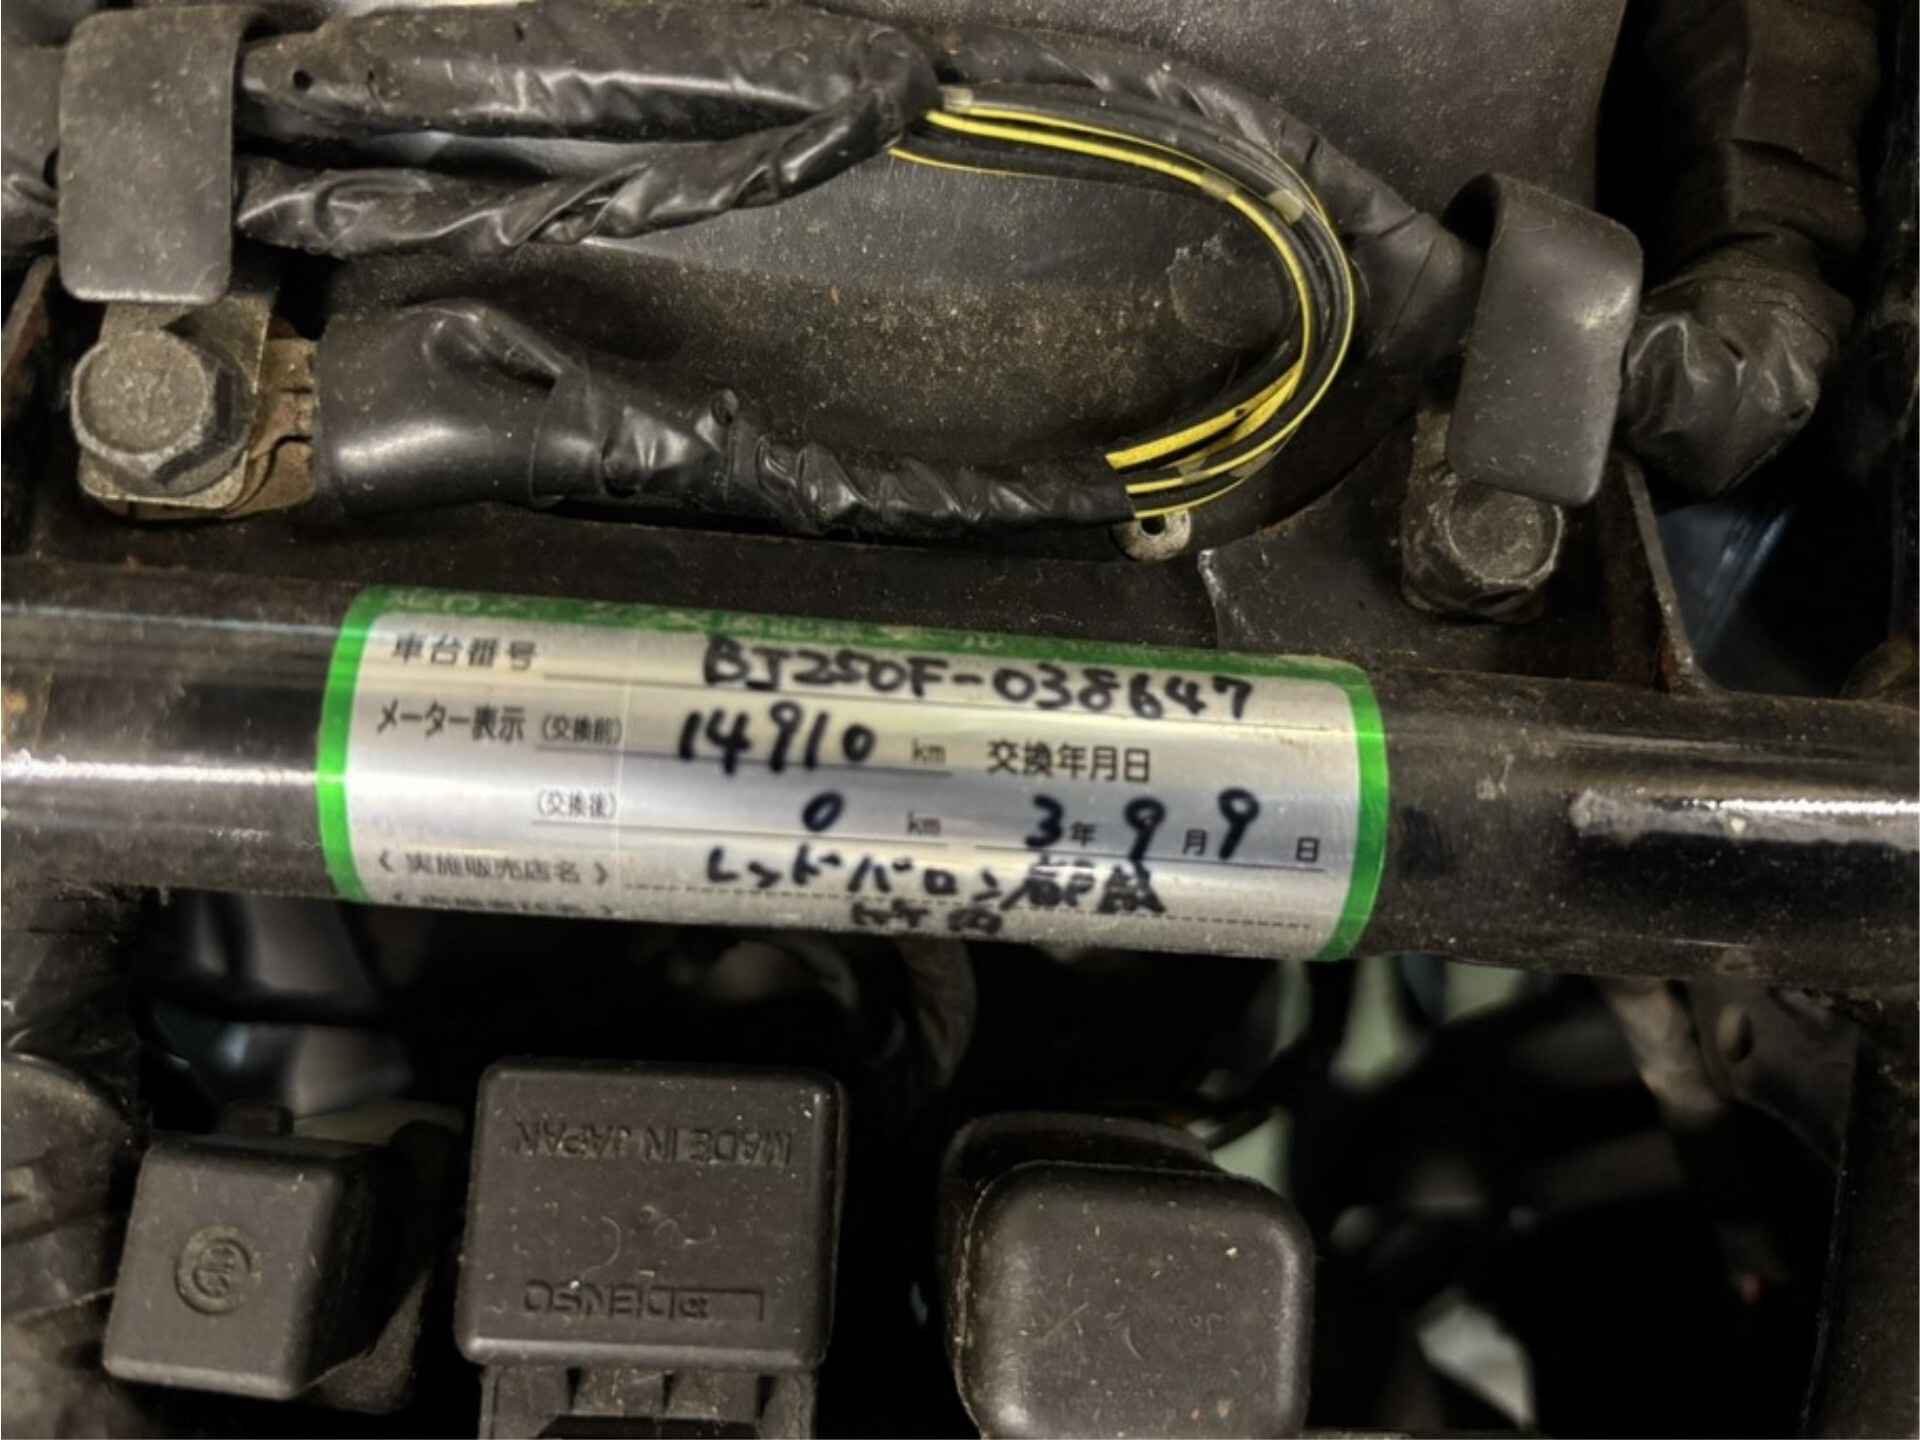 車台番号 BJ250F-038647
メーター表示 (交換前) 14910 km 交換年月日
(交換後) 0 km 3年 9月 9日
〈実施販売店名〉 レッドバロン
MADE IN JAPAN
DENSO